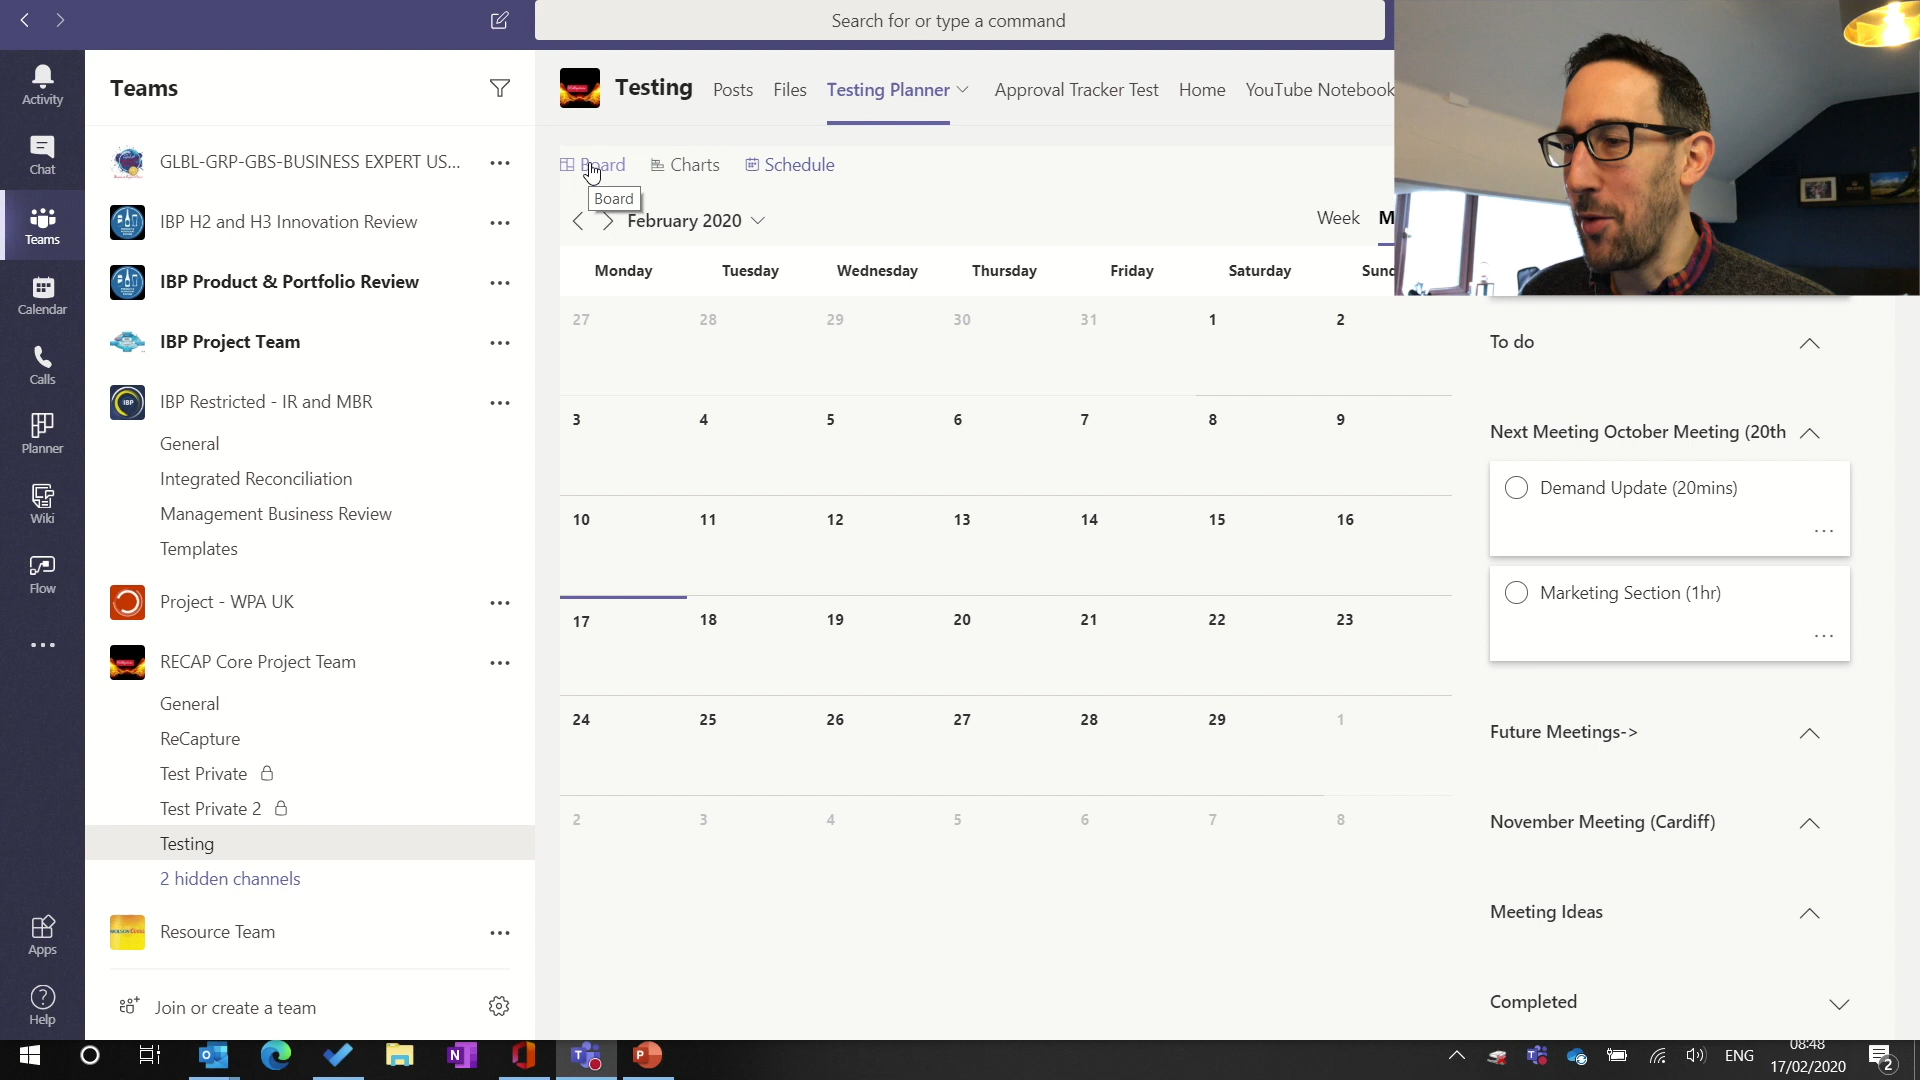 Search for or type a command
Activity
Chat
Teams
Calendar
Calls
Planner
Wiki
Flow
Apps
Help
Teams
GLBL-GRP-GBS-BUSINESS EXPERT US...
IBP H2 and H3 Innovation Review
IBP Product & Portfolio Review
IBP Project Team
IBP
IBP Restricted - IR and MBR
General
Integrated Reconciliation
Management Business Review
Templates
Project - WPA UK
RECAP Core Project Team
General
ReCapture
Test Private
Test Private 2
Testing
2 hidden channels
Resource Team
Join or create a team
Testing
Posts
Files
Testing Planner
Approval Tracker Test
Home
YouTube Notebook
Board
Charts
Schedule
Board
February 2020
Week
M
Monday Tuesday Wednesday Thursday Friday Saturday Sund
27 28 29 30 31 1 2
3 4 5 6 7 8 9
10 11 12 13 14 15 16
17 18 19 20 21 22 23
24 25 26 27 28 29 1
2 3 4 5 6 7 8
To do
Next Meeting October Meeting (20th
Demand Update (20mins)
Marketing Section (1hr)
Future Meetings->
November Meeting (Cardiff)
Meeting Ideas
Completed
ENG
08:48
17/02/2020
2